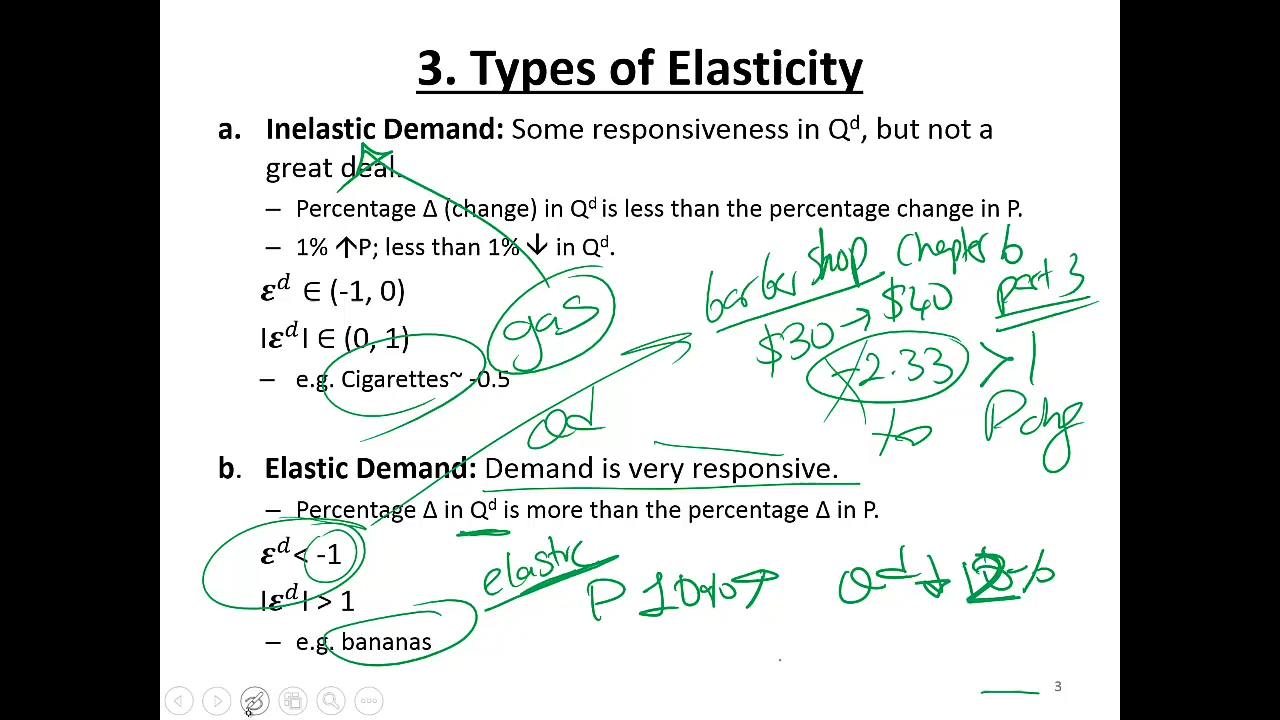 3. Types of Elasticity
a. Inelastic Demand: Some responsiveness in Qᵈ, but not a
great deal.
– Percentage Δ (change) in Qᵈ is less than the percentage change in P.
– 1% ↑P; less than 1% ↓ in Qᵈ.
barber shop
Chapter 6
part 3
𝜺ᵈ ∈ (-1, 0)
gas
$30 → $40
|𝜺ᵈ| ∈ (0, 1)
-2.33 > 1
– e.g. Cigarettes~ -0.5
Qd
to P chg
b. Elastic Demand: Demand is very responsive.
– Percentage Δ in Qᵈ is more than the percentage Δ in P.
𝜺ᵈ < -1
elastic
P 10% ↑
Qd ↓
|𝜺ᵈ| > 1
– e.g. bananas
3